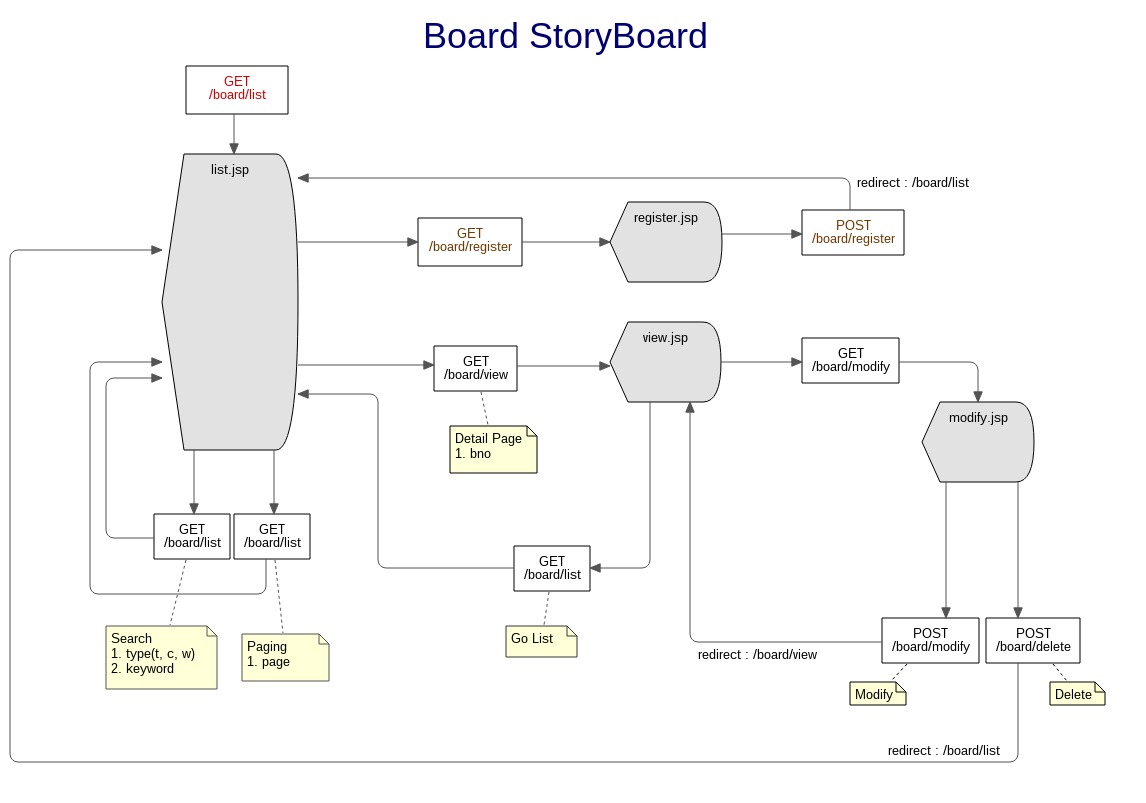 Board StoryBoard
GET
/board/list
list.jsp
redirect : /board/list
GET
/board/register
register.jsp
POST
/board/register
GET
/board/view
view.jsp
GET
/board/modify
Detail Page
1. bno
modify.jsp
GET
/board/list
GET
/board/list
GET
/board/list
Search
1. type(t, c, w)
2. keyword
Paging
1. page
Go List
redirect : /board/view
POST
/board/modify
POST
/board/delete
Modify
Delete
redirect : /board/list